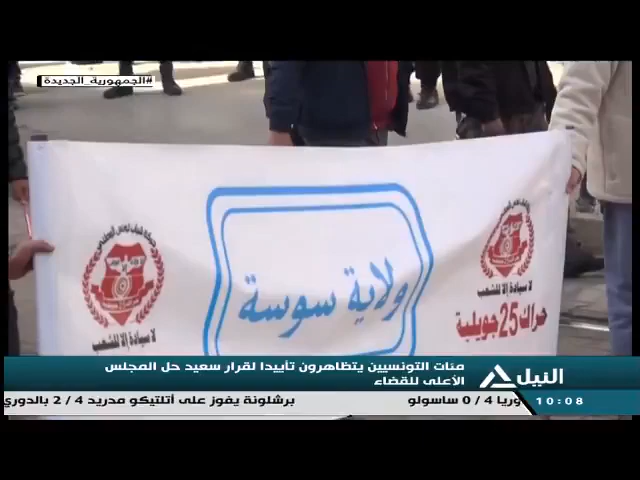 #الجمهورية_الجديدة
ولاية سوسة
لا سيادة إلا للشعب
حراك 25 جويلية
لا سيادة إلا للشعب
مئات التونسيين يتظاهرون تأييدا لقرار سعيد حل المجلس
الأعلى للقضاء
النيل
وريا 4 / 0 ساسولو
برشلونة يفوز على أتلتيكو مدريد 4 / 2 بالدوري
10:08